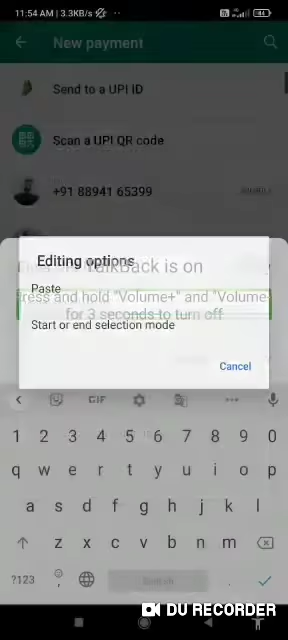 11:54 AM | 3.3KB/s
44
New payment
Send to a UPI ID
Scan a UPI QR code
+91 88941 65399
TalkBack is on
Editing options
Paste
Press and hold "Volume+" and "Volume-"
for 3 seconds to turn off
Start or end selection mode
Cancel
GIF
1 2 3 4 5 6 7 8 9 0
q w e r t y u i o p
a s d f g h j k l
z x c v b n m
?123 , .
DU RECORDER